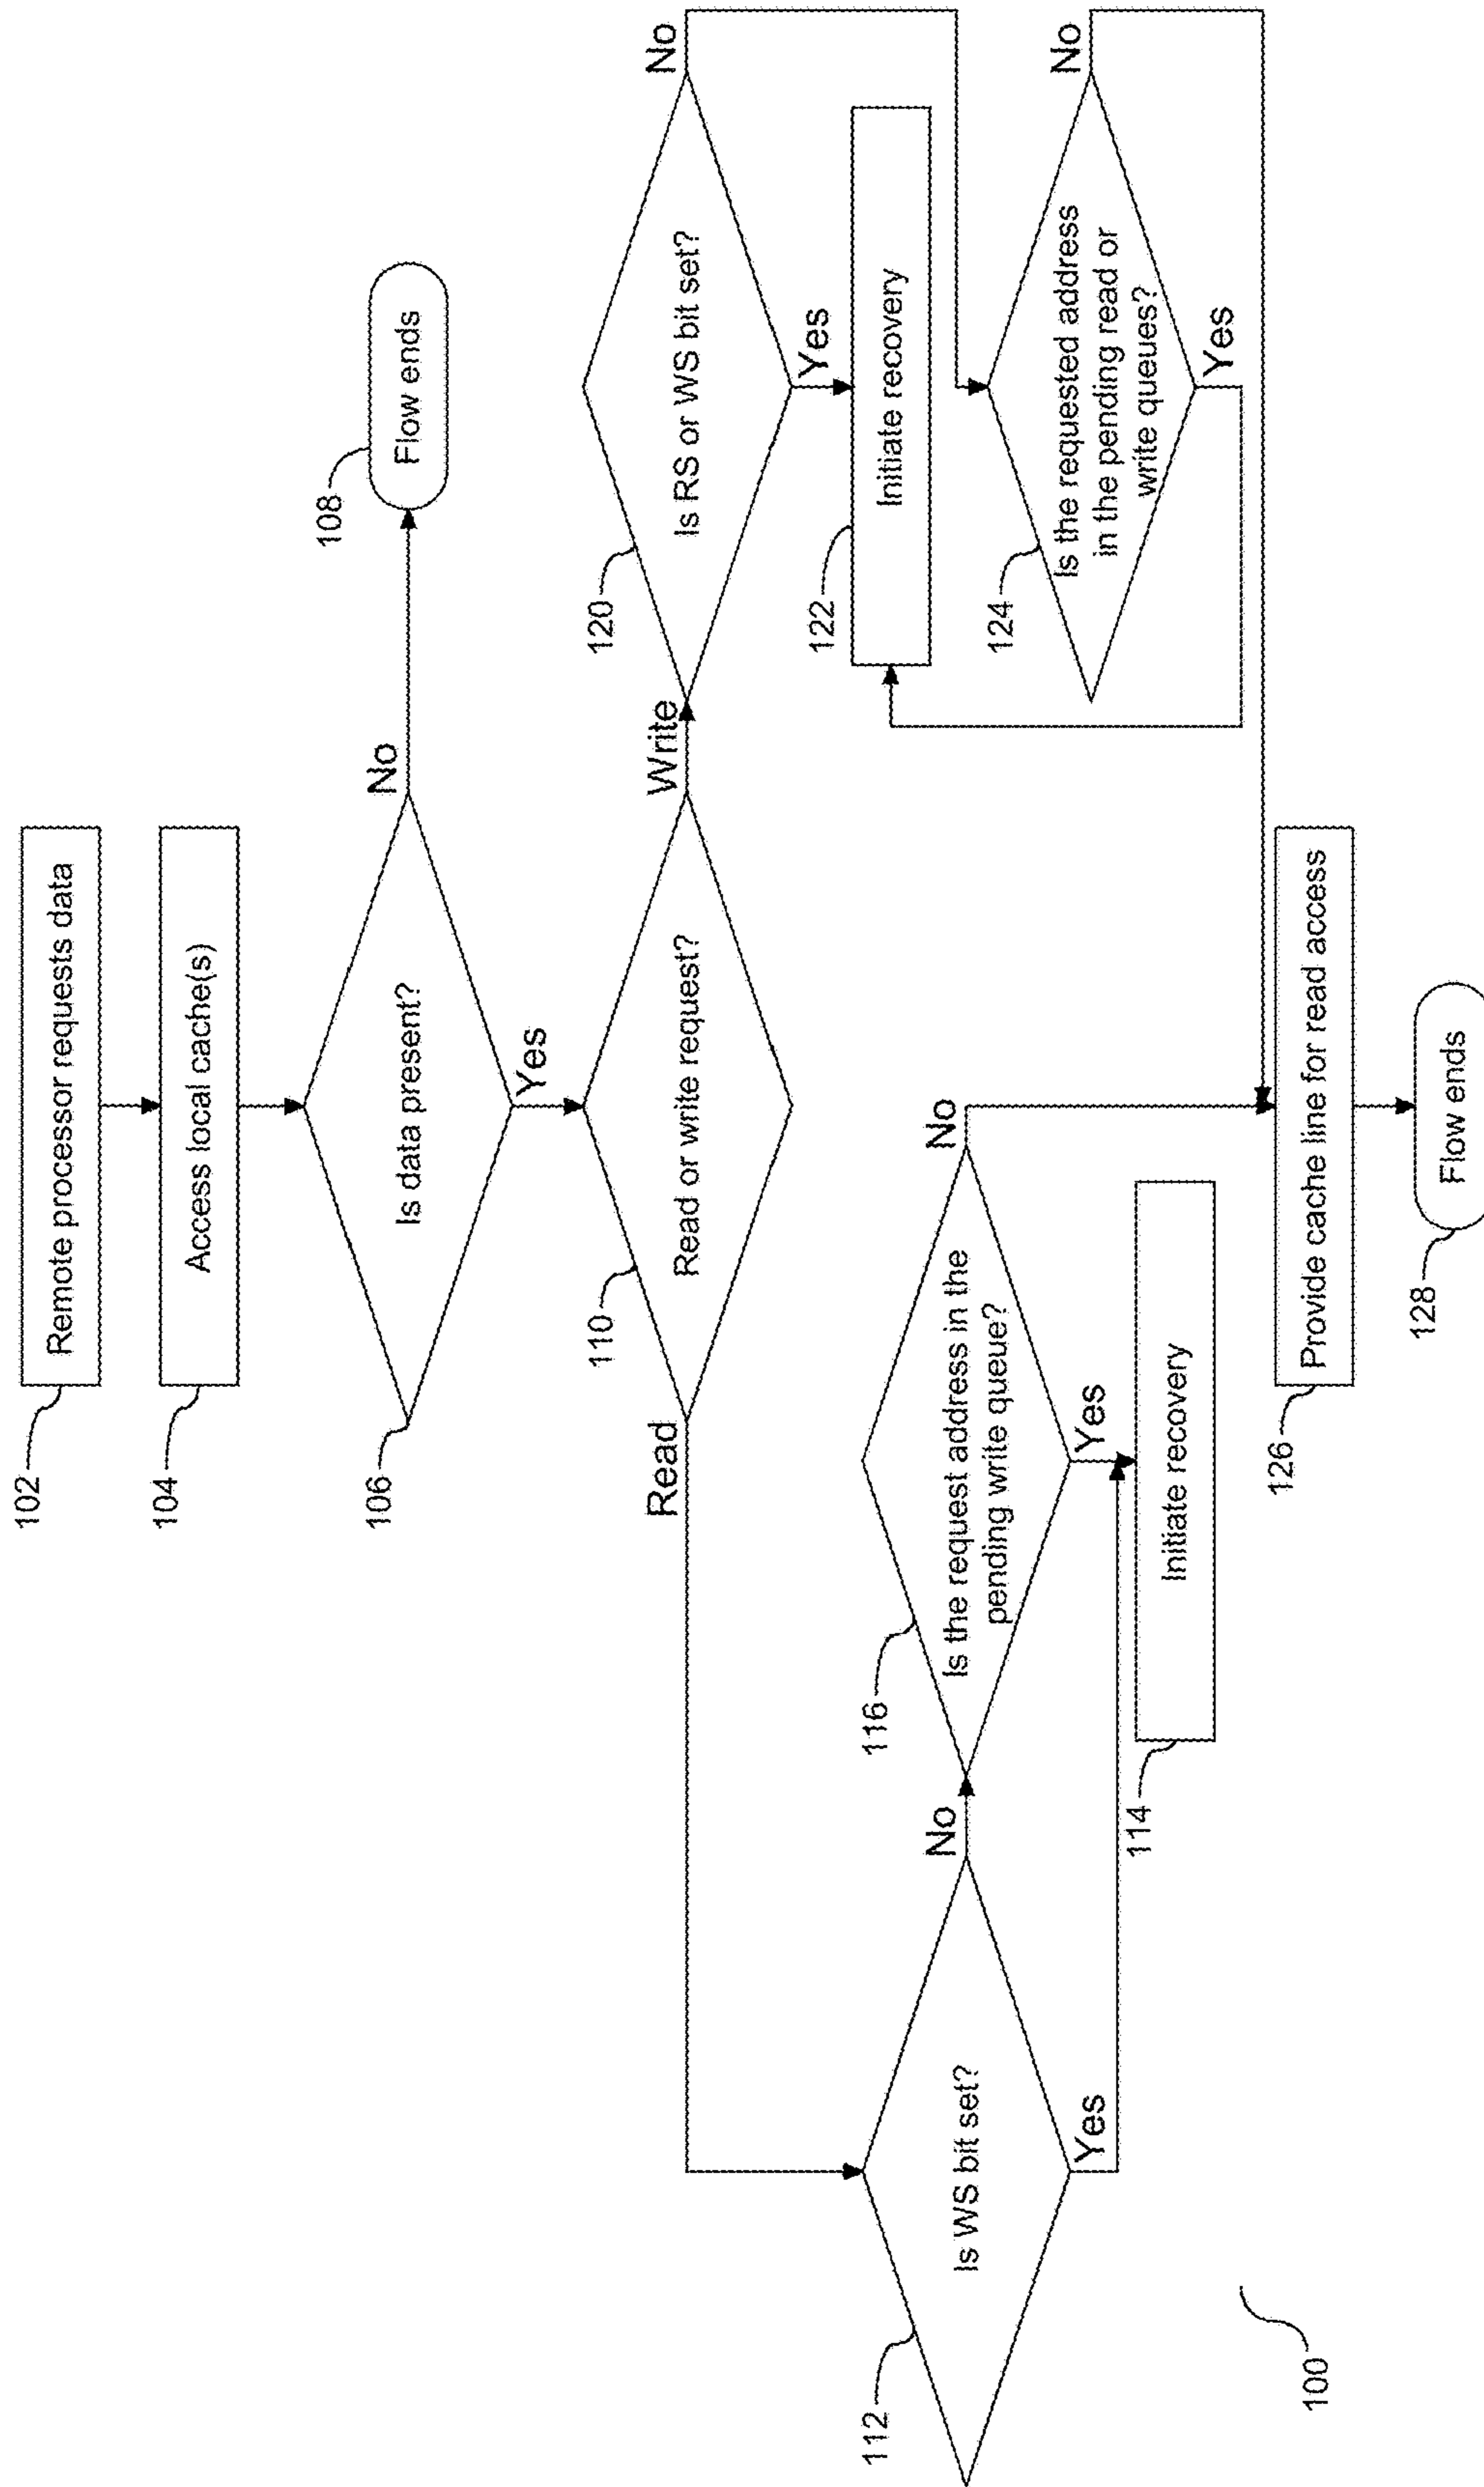 102
Remote processor requests data
104
Access local cache(s)
106
Is data present?
No
108
Flow ends
Yes
110
Read or write request?
Read
Write
120
Is RS or WS bit set?
No
Yes
122
Initiate recovery
112
Is WS bit set?
No
Yes
116
Is the request address in the
pending write queue?
No
Yes
114
Initiate recovery
124
Is the requested address
in the pending read or
write queues?
No
Yes
126
Provide cache line for read access
128
Flow ends
100